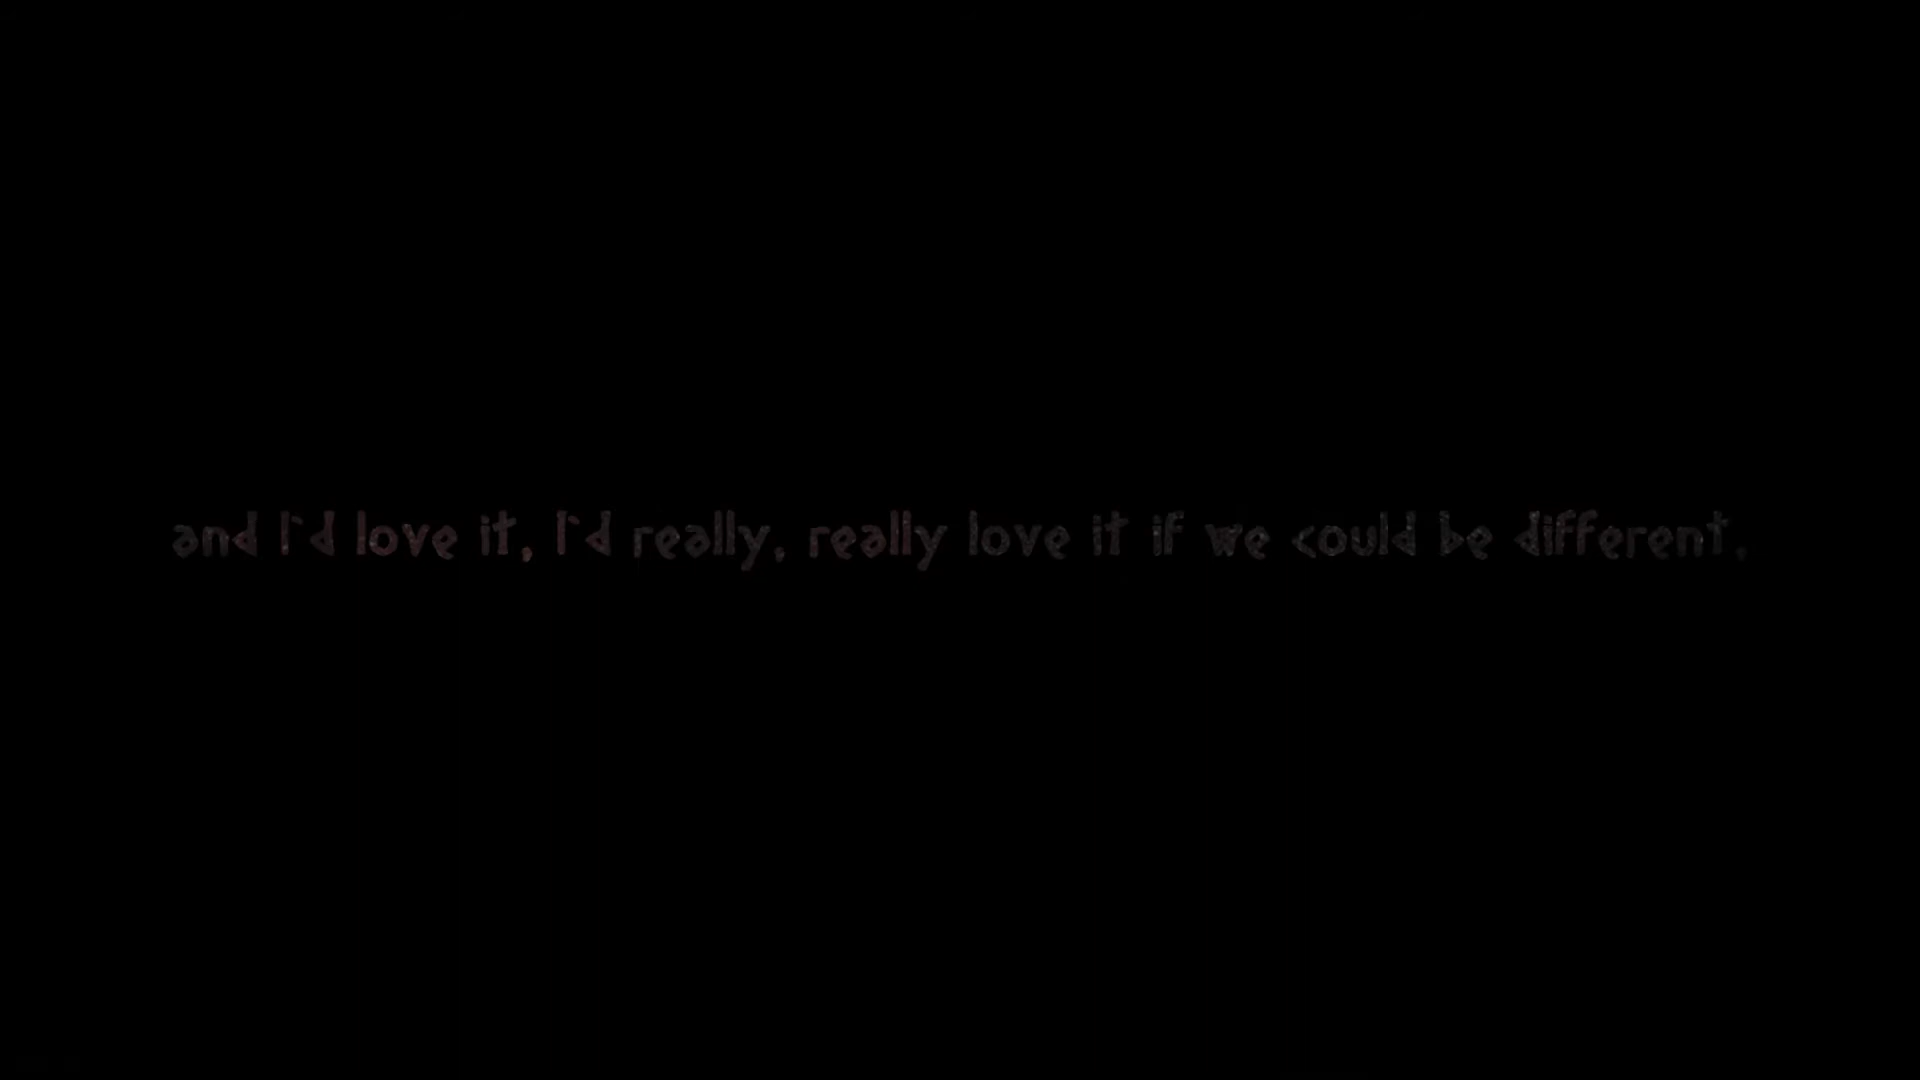 and I'd love it, I'd really, really love it if we could be different.